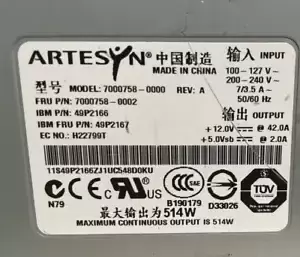 ARTESYN® 中国制造 输入 INPUT
MADE IN CHINA 100-127 V~
200-240 V~
型号 MODEL: 7000758-0000 REV: A 7/3.5 A~
50/60 Hz
FRU P/N: 7000758-0002
IBM P/N: 49P2166 输出 OUTPUT
IBM FRU P/N: 49P2167 +12.0V @ 42.0A
EC NO.: H22799T +5.0Vsb @ 2.0A
11S49P2166ZJ1UC548D0KU
N79 B190179 D33026
TÜV
最大输出为514W
MAXIMUM CONTINUOUS OUTPUT IS 514W